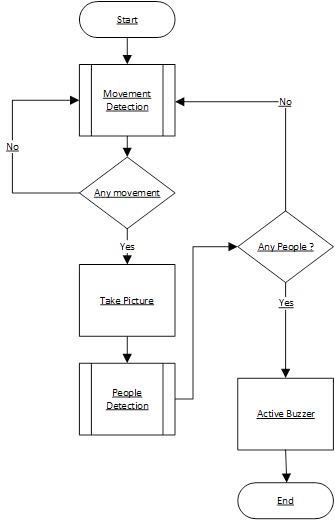 Start
Movement
Detection
No
No
Any movement
Yes
Any People ?
Take Picture
Yes
People
Detection
Active Buzzer
End